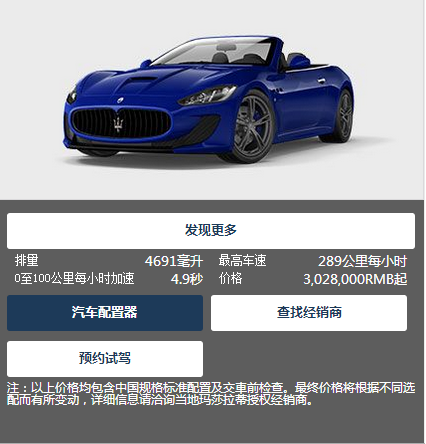 发现更多
排量 4691毫升 最高车速 289公里每小时
0至100公里每小时加速 4.9秒 价格 3,028,000RMB起
汽车配置器 查找经销商
预约试驾
注：以上价格均包含中国规格标准配置及交車前检查。最终价格将根据不同选
配而有所变动，详细信息请洽询当地玛莎拉蒂授权经销商。